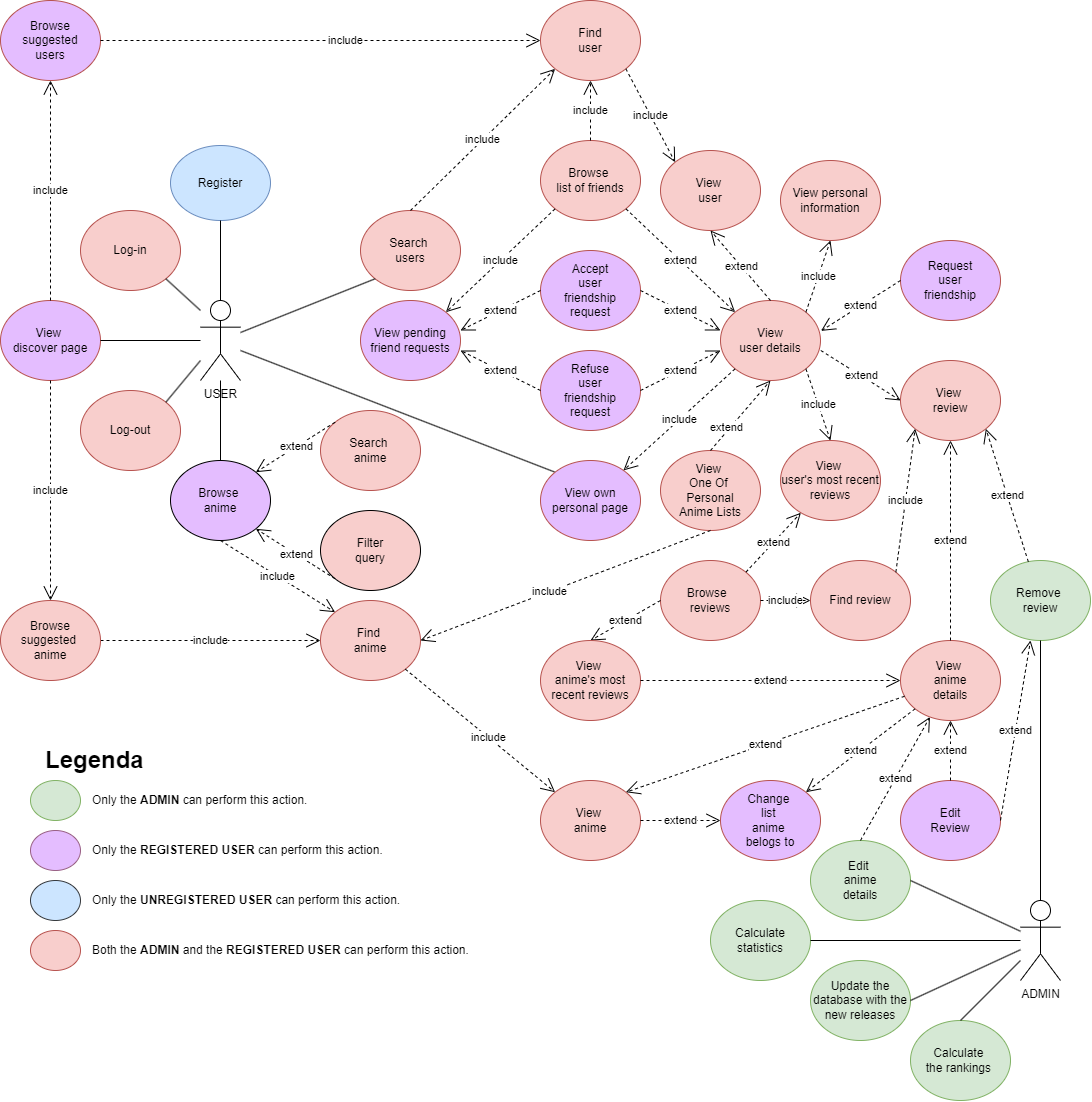 Browse
suggested
users
include
Find
user
include
include
include
include
Register
Browse
list of friends
View
user
View personal
information
Log-in
Search
users
include
extend
extend
include
Accept
user
friendship
request
Request
user
friendship
extend
extend
extend
View
discover page
USER
View pending
friend requests
View
user details
extend
Refuse
user
friendship
request
extend
extend
View
review
Log-out
include
include
extend
Search
anime
extend
View
One Of
Personal
Anime Lists
View
user's most recent
reviews
include
Browse
anime
View own
personal page
include
extend
Filter
query
extend
include
extend
extend
include
Browse
reviews
include
Find review
Remove
review
extend
Browse
suggested
anime
include
Find
anime
View
anime's most
recent reviews
extend
View
anime
details
include
extend
extend
extend
extend
extend
Legenda
Only the ADMIN can perform this action.
View
anime
extend
Change
list
anime
belogs to
Edit
Review
Only the REGISTERED USER can perform this action.
Edit
anime
details
Only the UNREGISTERED USER can perform this action.
Both the ADMIN and the REGISTERED USER can perform this action.
Calculate
statistics
Update the
database with the
new releases
ADMIN
Calculate
the rankings